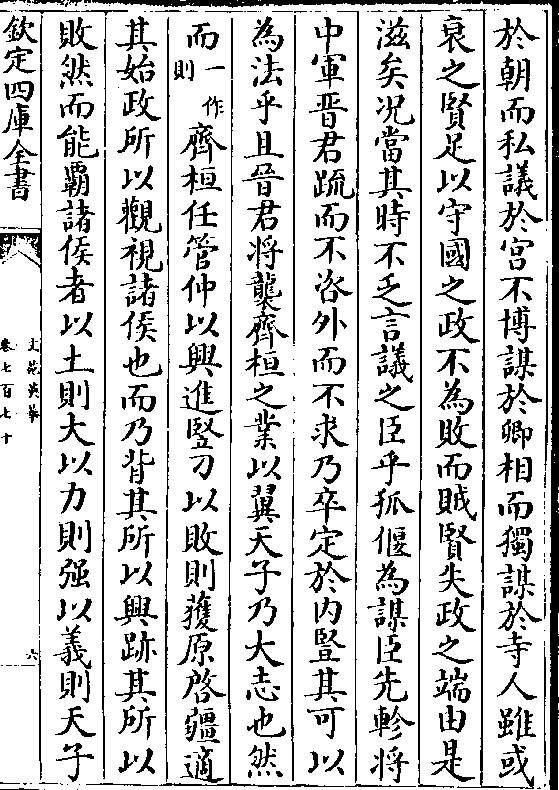 於朝而私議於宮不博謀於卿相而獨謀於寺人雖或
衰之賢足以守國之政不為敗而賊賢失政之端由是
滋矣况當其時不乏言議之臣乎狐偃為謀臣先軫將
中軍晉君疏而不咨外而不求乃卒定於内豎其可以
為法乎且晉君將襲齊桓之業以翼天子乃大志也然
而一作則齊桓任管仲以興進豎刁以敗則獲原啓疆適
其始政所以觀視諸侯也而乃背其所以興跡其所以
敗然而能霸諸侯者以土則大以力則强以義則天子
欽定四庫全書
文苑英華
卷七百七十
六